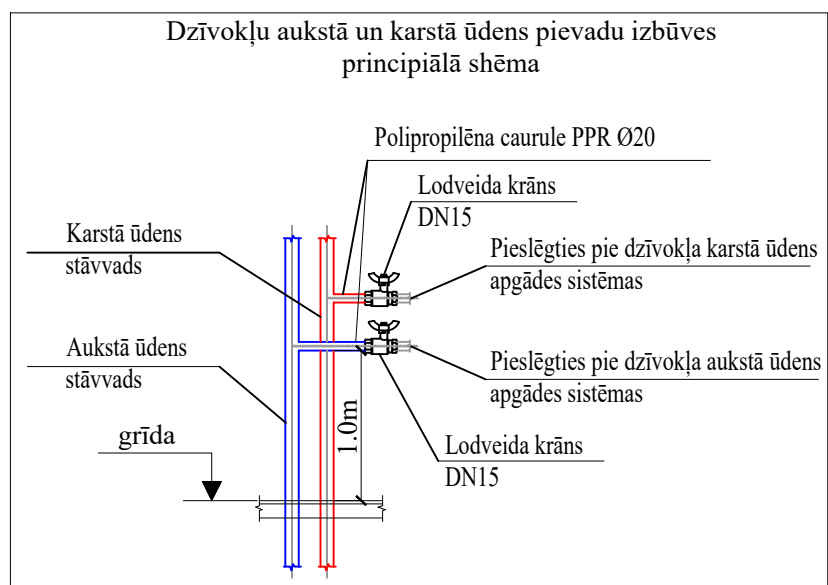 Dzīvokļu aukstā un karstā ūdens pievadu izbūves
principiālā shēma
Polipropilēna caurule PPR Ø20
Lodveida krāns
DN15
Karstā ūdens
stāvvads
Pieslēgties pie dzīvokļa karstā ūdens
apgādes sistēmas
Aukstā ūdens
stāvvads
Pieslēgties pie dzīvokļa aukstā ūdens
apgādes sistēmas
1.0m
grīda
Lodveida krāns
DN15